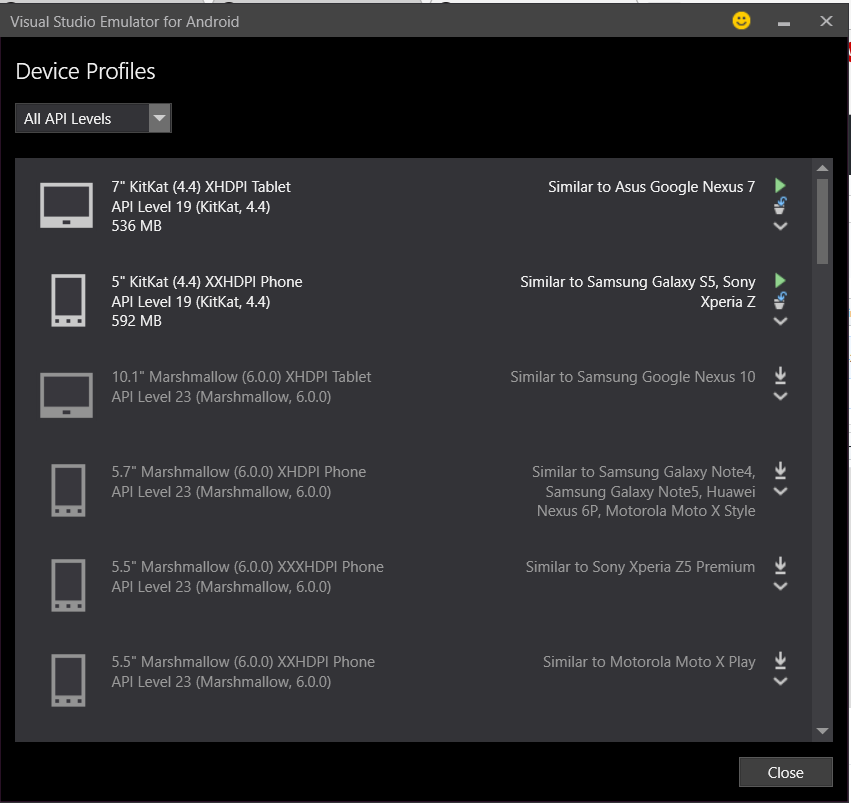 Visual Studio Emulator for Android
Device Profiles
All API Levels
7" KitKat (4.4) XHDPI Tablet
API Level 19 (KitKat, 4.4)
536 MB
Similar to Asus Google Nexus 7
5" KitKat (4.4) XXHDPI Phone
API Level 19 (KitKat, 4.4)
592 MB
Similar to Samsung Galaxy S5, Sony
Xperia Z
10.1" Marshmallow (6.0.0) XHDPI Tablet
API Level 23 (Marshmallow, 6.0.0)
Similar to Samsung Google Nexus 10
5.7" Marshmallow (6.0.0) XHDPI Phone
API Level 23 (Marshmallow, 6.0.0)
Similar to Samsung Galaxy Note4,
Samsung Galaxy Note5, Huawei
Nexus 6P, Motorola Moto X Style
5.5" Marshmallow (6.0.0) XXXHDPI Phone
API Level 23 (Marshmallow, 6.0.0)
Similar to Sony Xperia Z5 Premium
5.5" Marshmallow (6.0.0) XXHDPI Phone
API Level 23 (Marshmallow, 6.0.0)
Similar to Motorola Moto X Play
Close